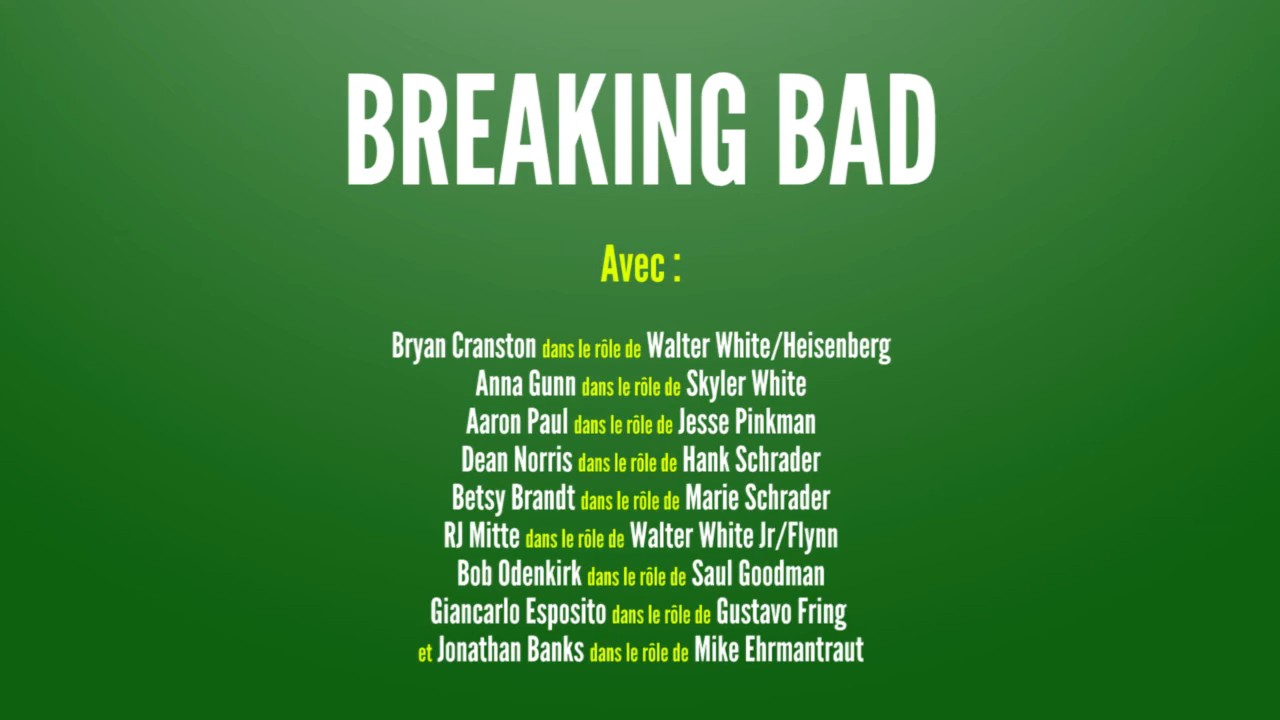 BREAKING BAD
Avec :
Bryan Cranston dans le rôle de Walter White/Heisenberg
Anna Gunn dans le rôle de Skyler White
Aaron Paul dans le rôle de Jesse Pinkman
Dean Norris dans le rôle de Hank Schrader
Betsy Brandt dans le rôle de Marie Schrader
RJ Mitte dans le rôle de Walter White Jr/Flynn
Bob Odenkirk dans le rôle de Saul Goodman
Giancarlo Esposito dans le rôle de Gustavo Fring
et Jonathan Banks dans le rôle de Mike Ehrmantraut